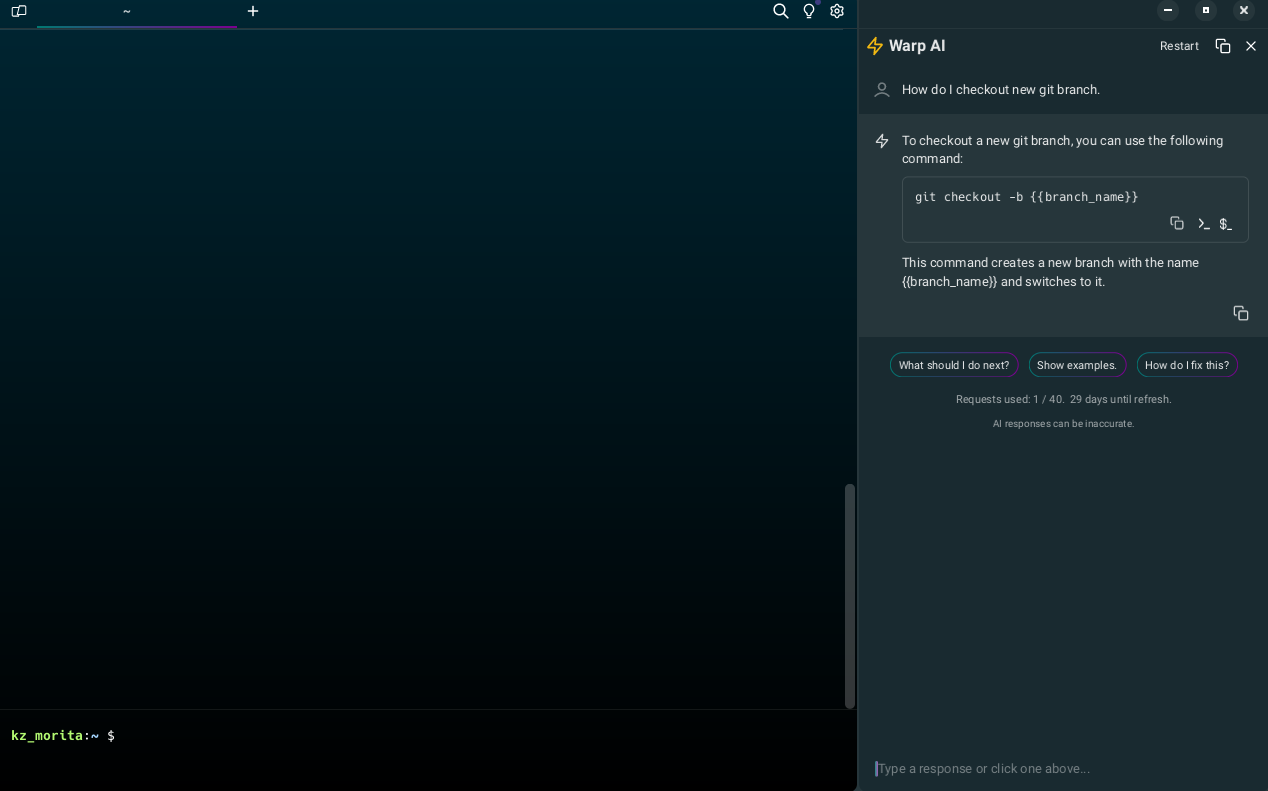 ~
Warp AI
Restart
How do I checkout new git branch.
To checkout a new git branch, you can use the following
command:
git checkout -b {{branch_name}}
>_ $_
This command creates a new branch with the name
{{branch_name}} and switches to it.
What should I do next? Show examples. How do I fix this?
Requests used: 1 / 40. 29 days until refresh.
AI responses can be inaccurate.
kz_morita:~ $
Type a response or click one above...